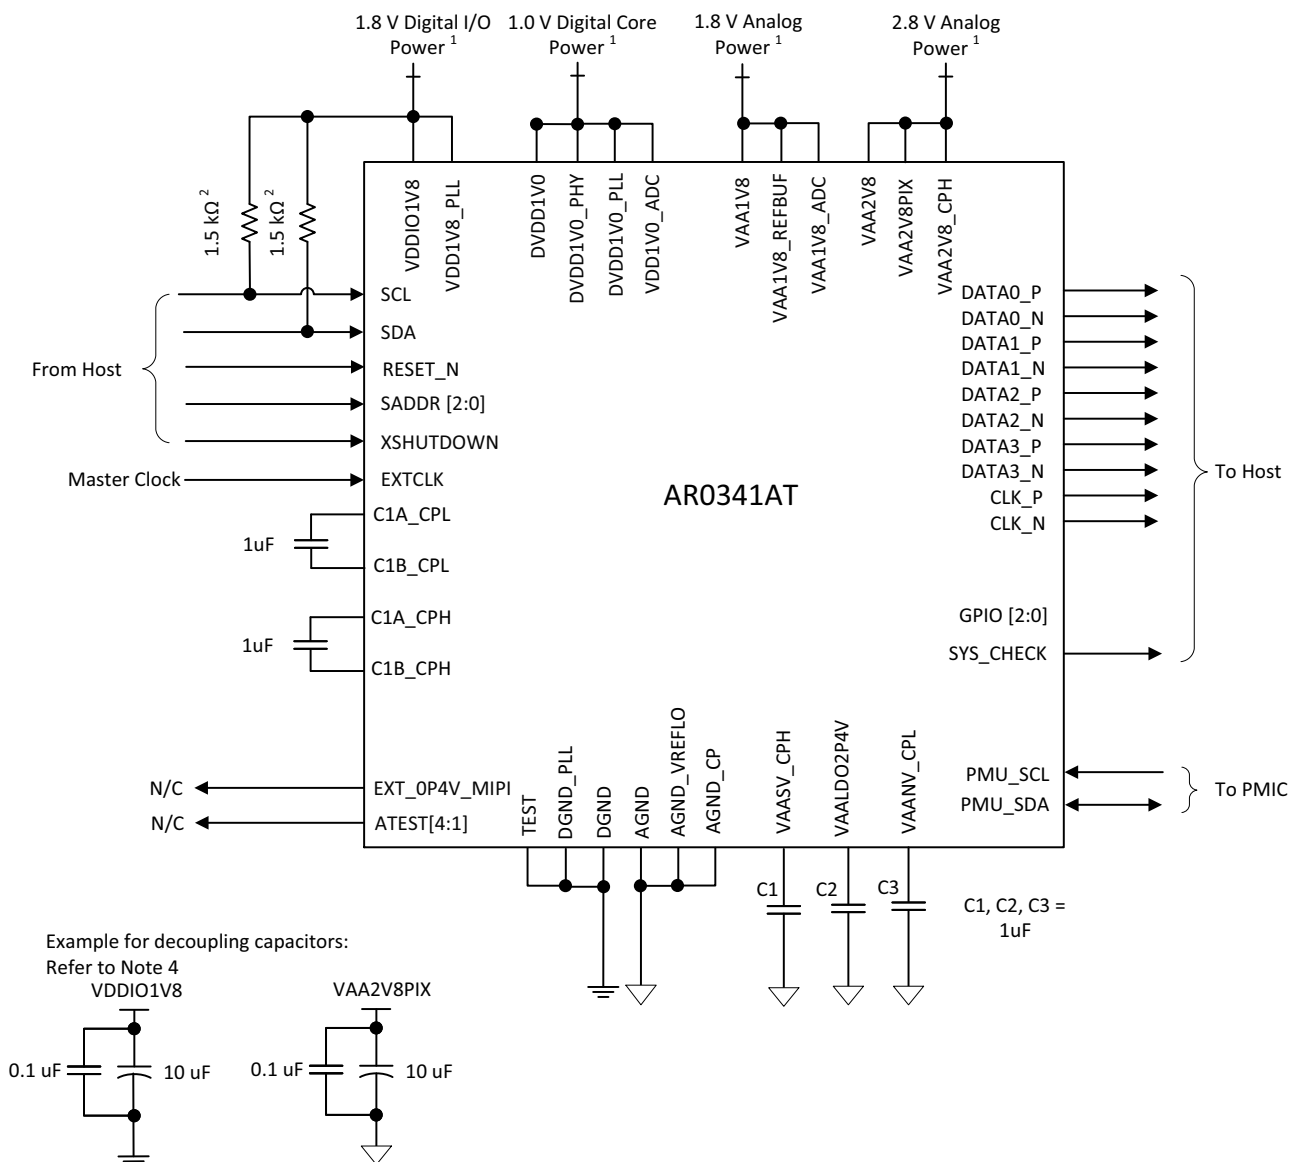 1.8 V Digital I/O
Power 1
1.0 V Digital Core
Power 1
1.8 V Analog
Power 1
2.8 V Analog
Power 1
1.5 kΩ 2
1.5 kΩ 2
VDDIO1V8
VDD1V8_PLL
DVDD1V0
DVDD1V0_PHY
DVDD1V0_PLL
VDD1V0_ADC
VAA1V8
VAA1V8_REFBUF
VAA1V8_ADC
VAA2V8
VAA2V8PIX
VAA2V8_CPH
From Host
SCL
SDA
RESET_N
SADDR [2:0]
XSHUTDOWN
Master Clock
EXTCLK
C1A_CPL
1uF
C1B_CPL
C1A_CPH
1uF
C1B_CPH
N/C
EXT_0P4V_MIPI
N/C
ATEST[4:1]
AR0341AT
DATA0_P
DATA0_N
DATA1_P
DATA1_N
DATA2_P
DATA2_N
DATA3_P
DATA3_N
CLK_P
CLK_N
To Host
GPIO [2:0]
SYS_CHECK
PMU_SCL
PMU_SDA
To PMIC
TEST
DGND_PLL
DGND
AGND
AGND_VREFLO
AGND_CP
VAASV_CPH
VAALDO2P4V
VAANV_CPL
C1
C2
C3
C1, C2, C3 =
1uF
Example for decoupling capacitors:
Refer to Note 4
VDDIO1V8
0.1 uF
10 uF
VAA2V8PIX
0.1 uF
10 uF